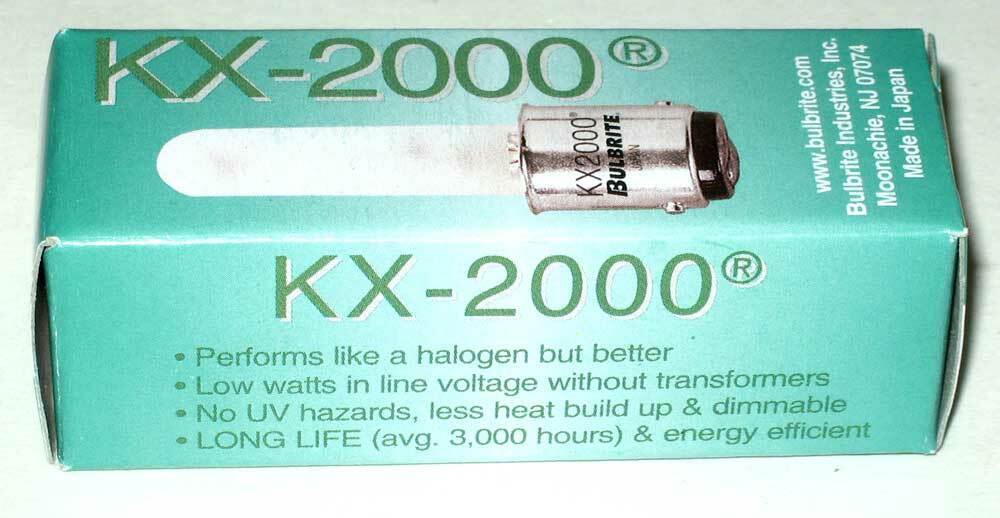 KX-2000®
KX2000®
BULBRITE
JAPAN
www.bulbrite.com
Bulbrite Industries, Inc.
Moonachie, NJ 07074
Made in Japan
KX-2000®
• Performs like a halogen but better
• Low watts in line voltage without transformers
• No UV hazards, less heat build up & dimmable
• LONG LIFE (avg. 3,000 hours) & energy efficient